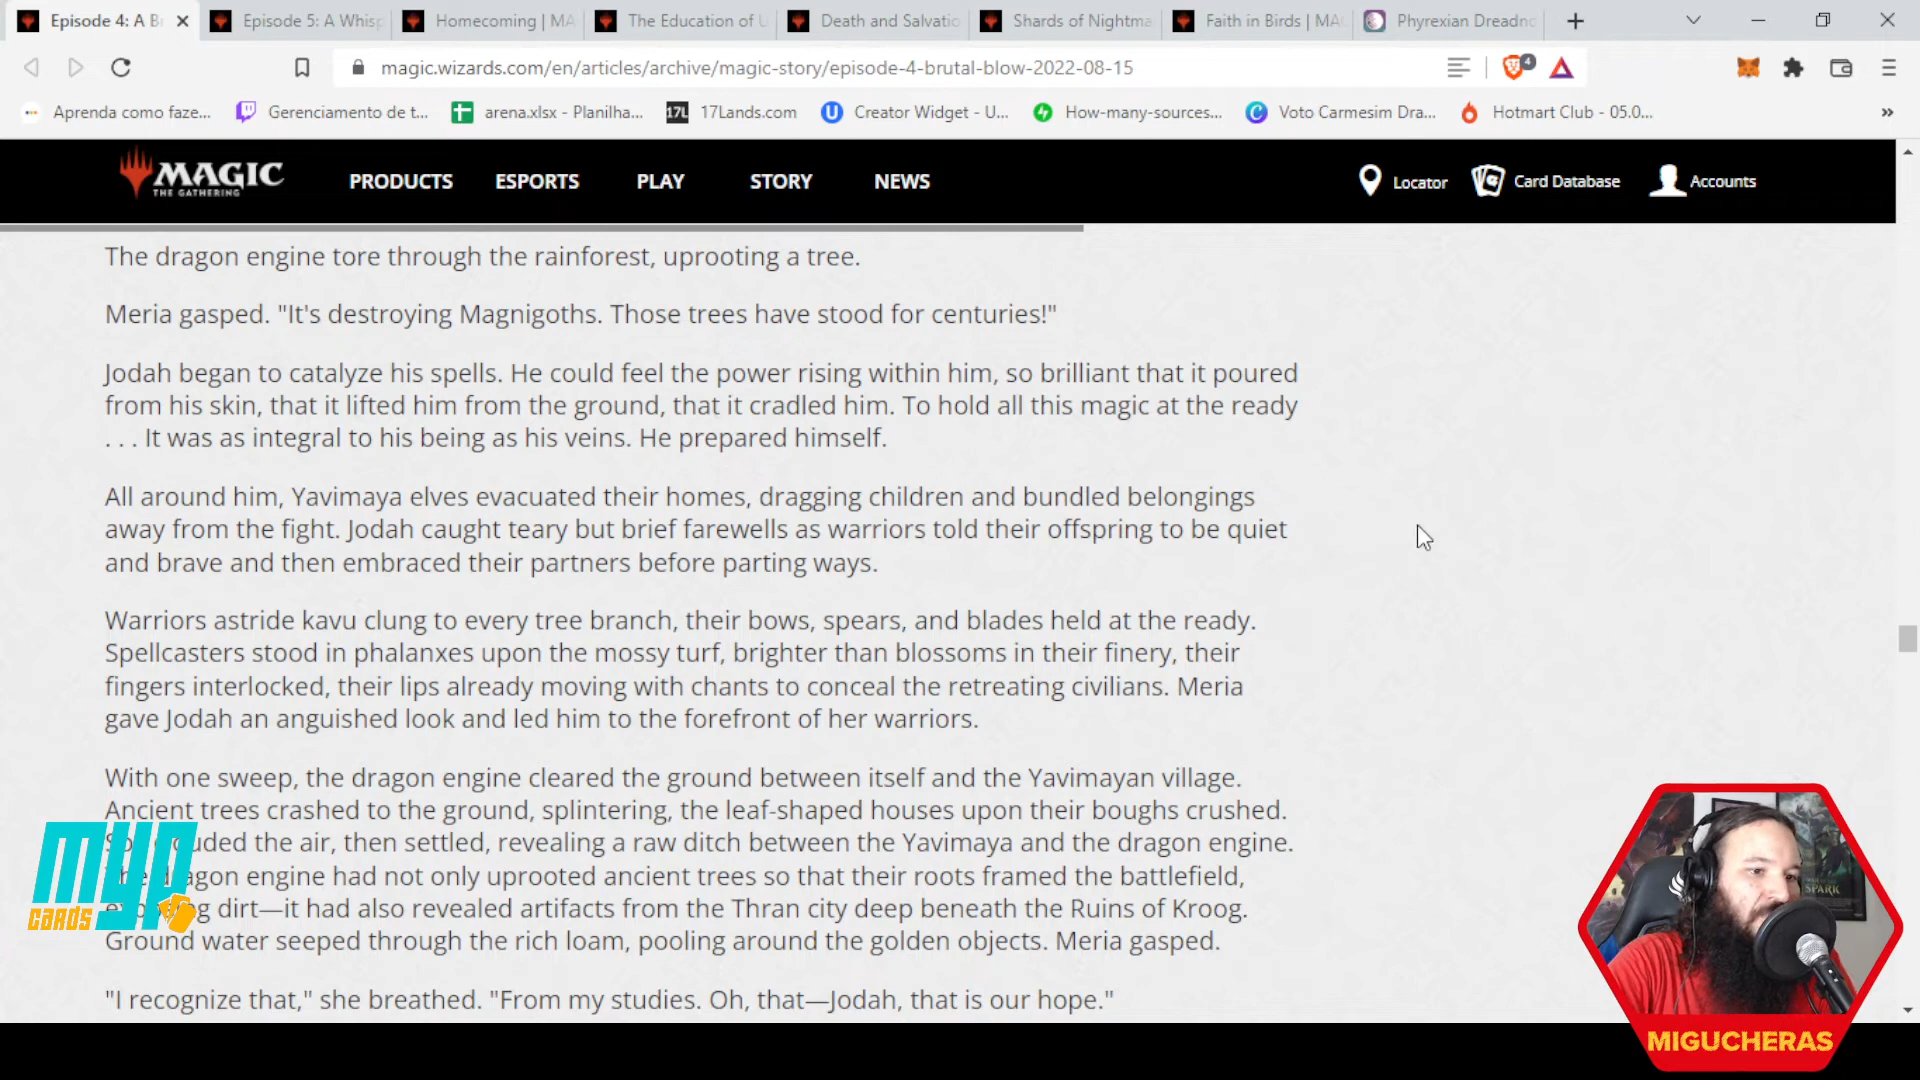 Episode 4: A B
Episode 5: A Whisp
Homecoming | MA
The Education of U
Death and Salvatio
Shards of Nightma
Faith in Birds | MA
Phyrexian Dreadno
magic.wizards.com/en/articles/archive/magic-story/episode-4-brutal-blow-2022-08-15
4
Aprenda como faze...
Gerenciamento de t...
arena.xlsx - Planilha...
17L 17Lands.com
Creator Widget - U...
How-many-sources...
Voto Carmesim Dra...
Hotmart Club - 05.0...
MAGIC
THE GATHERING
PRODUCTS
ESPORTS
PLAY
STORY
NEWS
Locator
Card Database
Accounts
The dragon engine tore through the rainforest, uprooting a tree.
Meria gasped. "It's destroying Magnigoths. Those trees have stood for centuries!"
Jodah began to catalyze his spells. He could feel the power rising within him, so brilliant that it poured
from his skin, that it lifted him from the ground, that it cradled him. To hold all this magic at the ready
. . . It was as integral to his being as his veins. He prepared himself.
All around him, Yavimaya elves evacuated their homes, dragging children and bundled belongings
away from the fight. Jodah caught teary but brief farewells as warriors told their offspring to be quiet
and brave and then embraced their partners before parting ways.
Warriors astride kavu clung to every tree branch, their bows, spears, and blades held at the ready.
Spellcasters stood in phalanxes upon the mossy turf, brighter than blossoms in their finery, their
fingers interlocked, their lips already moving with chants to conceal the retreating civilians. Meria
gave Jodah an anguished look and led him to the forefront of her warriors.
With one sweep, the dragon engine cleared the ground between itself and the Yavimayan village.
Ancient trees crashed to the ground, splintering, the leaf-shaped houses upon their boughs crushed.
the air, then settled, revealing a raw ditch between the Yavimaya and the dragon engine.
engine had not only uprooted ancient trees so that their roots framed the battlefield,
dirt—it had also revealed artifacts from the Thran city deep beneath the Ruins of Kroog.
Ground water seeped through the rich loam, pooling around the golden objects. Meria gasped.
"I recognize that," she breathed. "From my studies. Oh, that—Jodah, that is our hope."
MYP
CARDS
SPARK
MIGUCHERAS